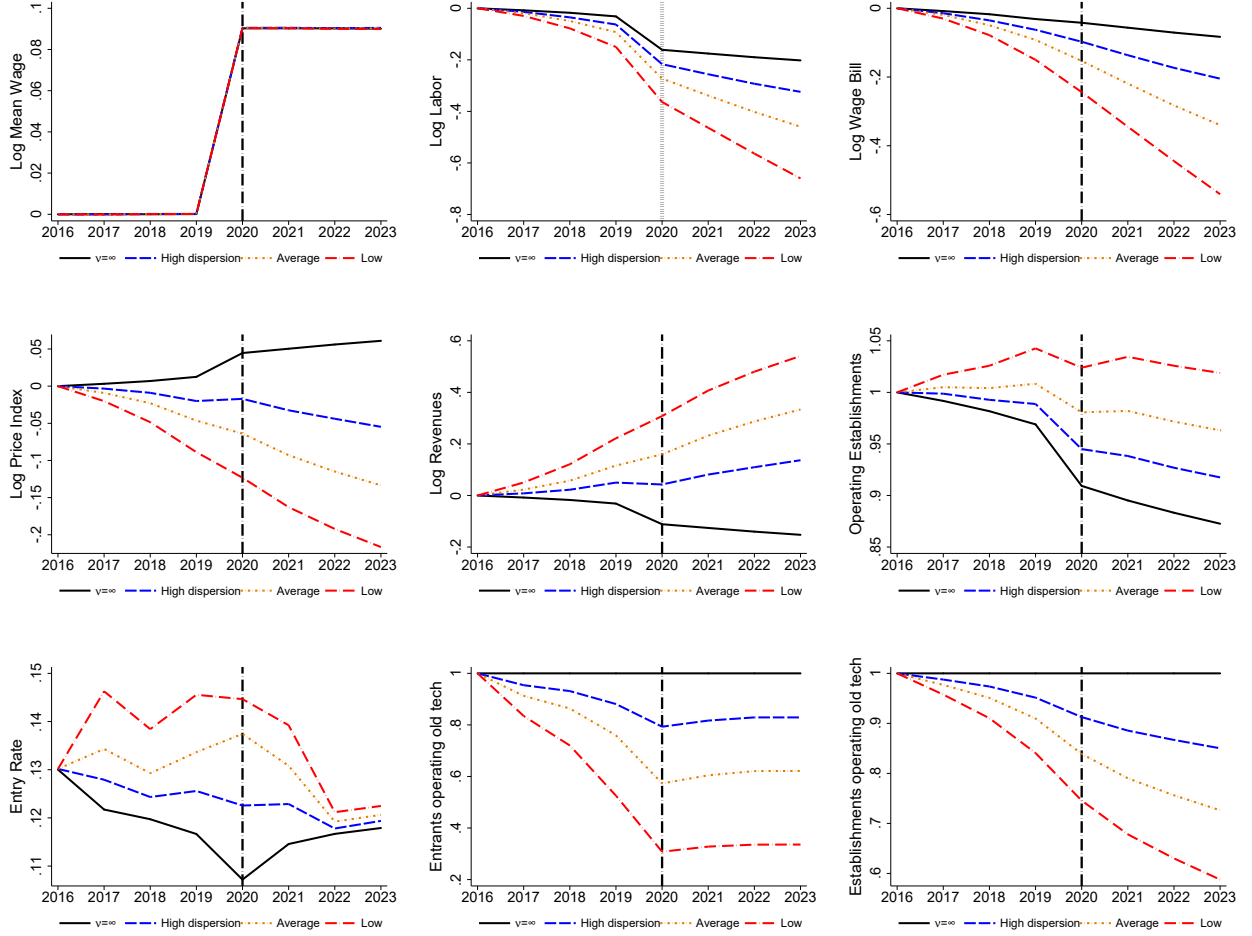 Log Mean Wage
.1
.08
.06
.04
.02
0
2016 2017 2018 2019 2020 2021 2022 2023
ν=∞ High dispersion Average Low
Log Labor
0
-.2
-.4
-.6
-.8
2016 2017 2018 2019 2020 2021 2022 2023
ν=∞ High dispersion Average Low
Log Wage Bill
0
-.2
-.4
-.6
2016 2017 2018 2019 2020 2021 2022 2023
ν=∞ High dispersion Average Low
Log Price Index
.05
0
-.05
-.1
-.15
-.2
2016 2017 2018 2019 2020 2021 2022 2023
ν=∞ High dispersion Average Low
Log Revenues
.6
.4
.2
0
-.2
2016 2017 2018 2019 2020 2021 2022 2023
ν=∞ High dispersion Average Low
Operating Establishments
1.05
1
.95
.9
.85
2016 2017 2018 2019 2020 2021 2022 2023
ν=∞ High dispersion Average Low
Entry Rate
.15
.14
.13
.12
.11
2016 2017 2018 2019 2020 2021 2022 2023
ν=∞ High dispersion Average Low
Entrants operating old tech
1
.8
.6
.4
.2
2016 2017 2018 2019 2020 2021 2022 2023
ν=∞ High dispersion Average Low
Establishments operating old tech
1
.9
.8
.7
.6
2016 2017 2018 2019 2020 2021 2022 2023
ν=∞ High dispersion Average Low